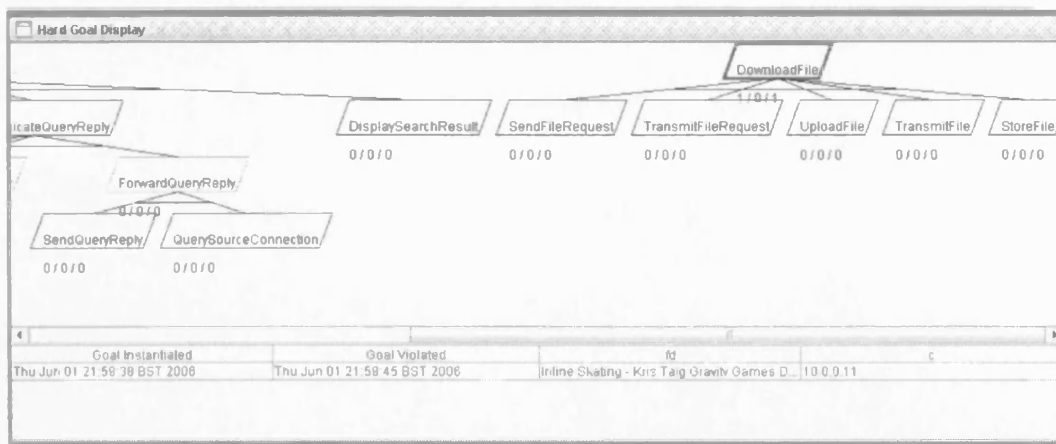 Hard Goal Display
DownloadFile
1/0/1
DisplaySearchResult
SendFileRequest
TransmitFileRequest
UploadFile
TransmitFile
StoreFile
icateQueryReply
0/0/0
0/0/0
0/0/0
0/0/0
0/0/0
0/0/0
ForwardQueryReply
0/0/0
SendQueryReply
QuerySourceConnection
0/0/0
0/0/0
Goal Instantiated Goal Violated fd c
Thu Jun 01 21:59:38 BST 2006 Thu Jun 01 21:59:45 BST 2006 Inline Skating - Kris Taig Gravity Games D... 10.0.0.11